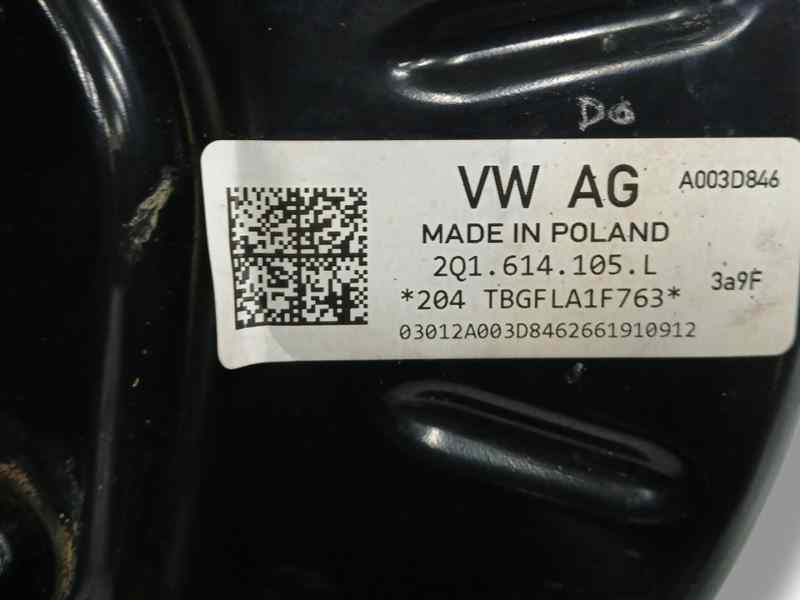 D6
VW AG
A003D846
MADE IN POLAND
2Q1.614.105.L
3a9F
*204 TBGFLA1F763*
03012A003D8462661910912